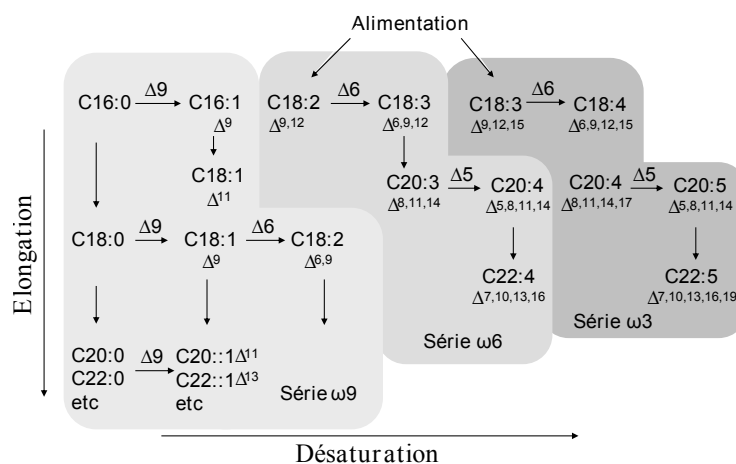 Alimentation
C16:0 Δ9 C16:1 C18:2 Δ6 C18:3 C18:3 Δ6 C18:4
Δ9 Δ9,12 Δ6,9,12 Δ9,12,15 Δ6,9,12,15
C18:1 C20:3 Δ5 C20:4 C20:4 Δ5 C20:5
Δ11 Δ8,11,14 Δ5,8,11,14 Δ8,11,14,17 Δ5,8,11,14
C18:0 Δ9 C18:1 Δ6 C18:2
Δ9 Δ6,9
C22:4 C22:5
Δ7,10,13,16 Δ7,10,13,16,19
Série ω3
Série ω6
C20:0 Δ9 C20::1Δ11
C22:0 C22::1Δ13
etc etc
Série ω9
Elongation
Désaturation